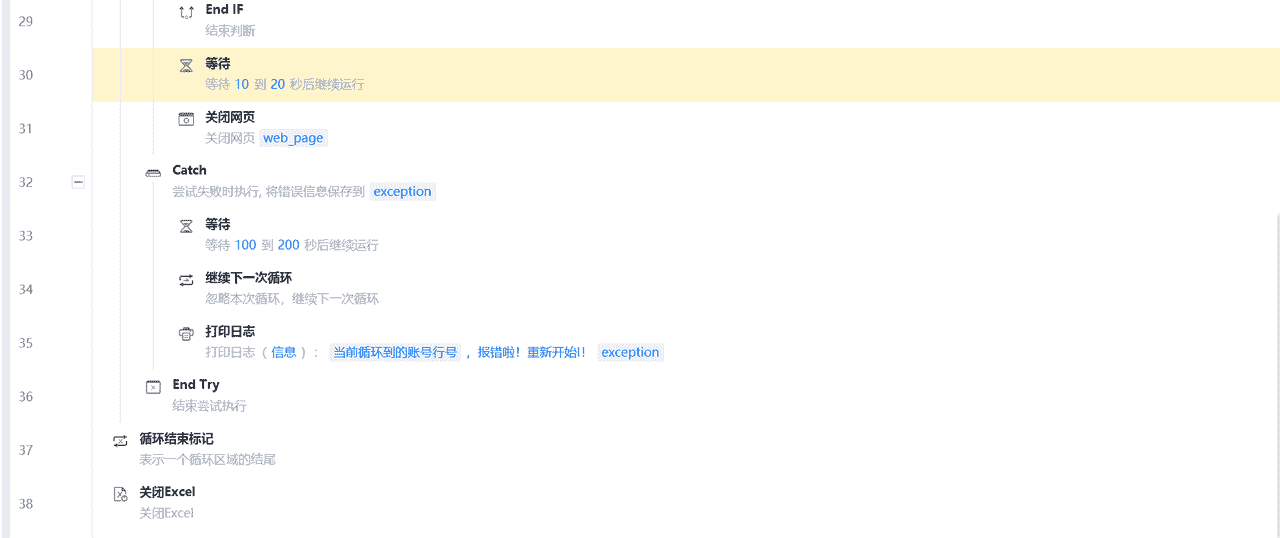 29
End IF
结束判断
30
等待
等待 10 到 20 秒后继续运行
31
关闭网页
关闭网页 web_page
32
Catch
尝试失败时执行, 将错误信息保存到 exception
33
等待
等待 100 到 200 秒后继续运行
34
继续下一次循环
忽略本次循环，继续下一次循环
35
打印日志
打印日志（信息）： 当前循环到的账号行号 ，报错啦！重新开始!！ exception
36
End Try
结束尝试执行
37
循环结束标记
表示一个循环区域的结尾
38
关闭Excel
关闭Excel